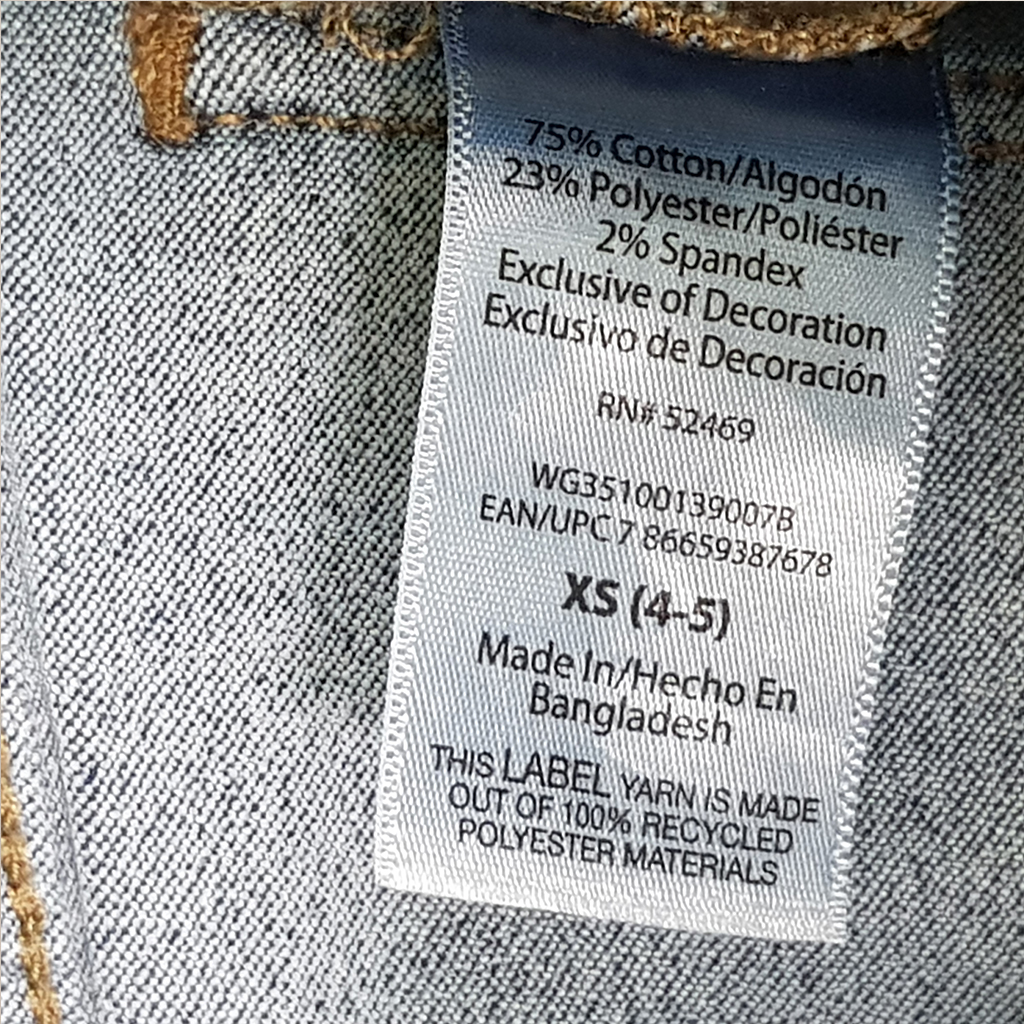 75% Cotton/Algodón
23% Polyester/Poliéster
2% Spandex
Exclusive of Decoration
Exclusivo de Decoración
RN# 52469
WG35100139007B
EAN/UPC 7 86659387678
XS (4-5)
Made In/Hecho En
Bangladesh
THIS LABEL YARN IS MADE
OUT OF 100% RECYCLED
POLYESTER MATERIALS